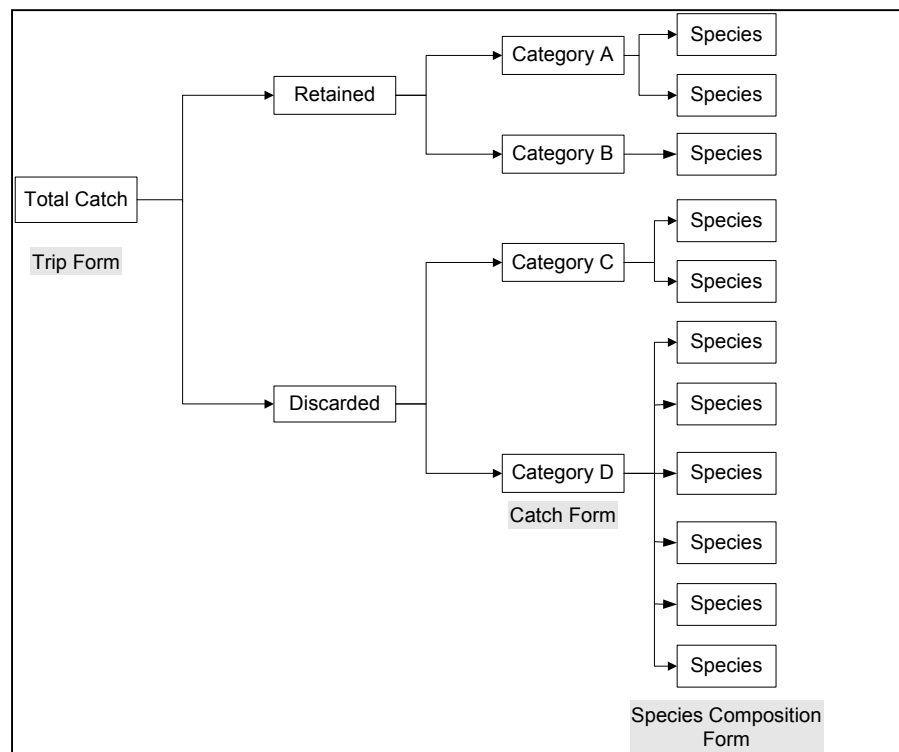 Species
Category A
Species
Retained
Category B
Species
Total Catch
Species
Trip Form
Category C
Species
Species
Discarded
Species
Category D
Species
Catch Form
Species
Species
Species
Species Composition
Form